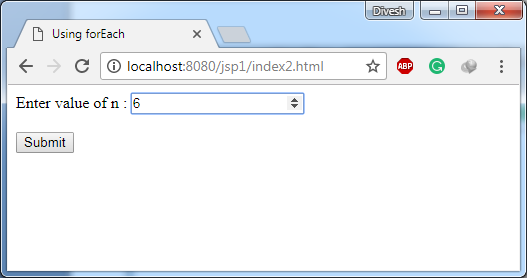 Divesh
Using forEach
localhost:8080/jsp1/index2.html
ABP
Enter value of n : 6
Submit